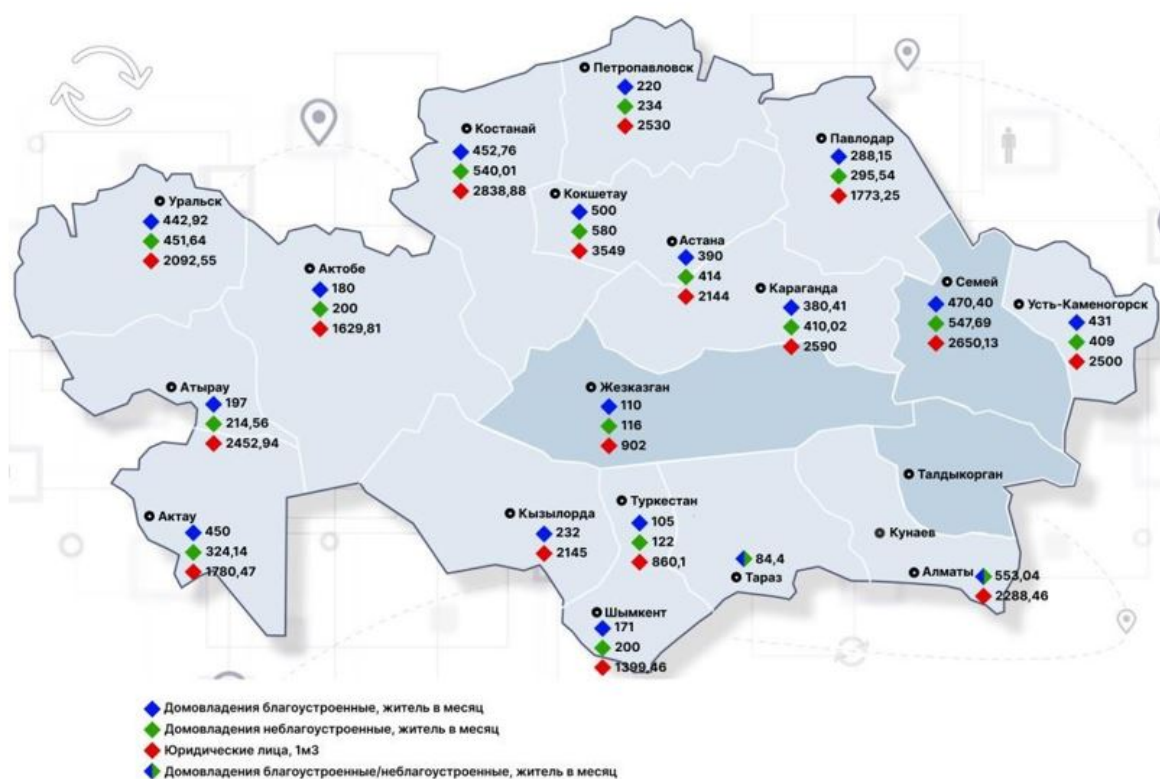 Петропавловск
220
234
2530
Костанай
452,76
540,01
2838,88
Павлодар
288,15
295,54
1773,25
Уральск
442,92
451,64
2092,55
Кокшетау
500
580
3549
Астана
390
414
2144
Актобе
180
200
1629,81
Караганда
380,41
410,02
2590
Семей
470,40
547,69
2650,13
Усть-Каменогорск
431
409
2500
Атырау
197
214,56
2452,94
Жезказган
110
116
902
Талдыкорган
Актау
450
324,14
1780,47
Кызылорда
232
2145
Туркестан
105
122
860,1
84,4
Тараз
Кунаев
Алматы
553,04
2288,46
Шымкент
171
200
1399,46
Домовладения благоустроенные, житель в месяц
Домовладения неблагоустроенные, житель в месяц
Юридические лица, 1м3
Домовладения благоустроенные/неблагоустроенные, житель в месяц